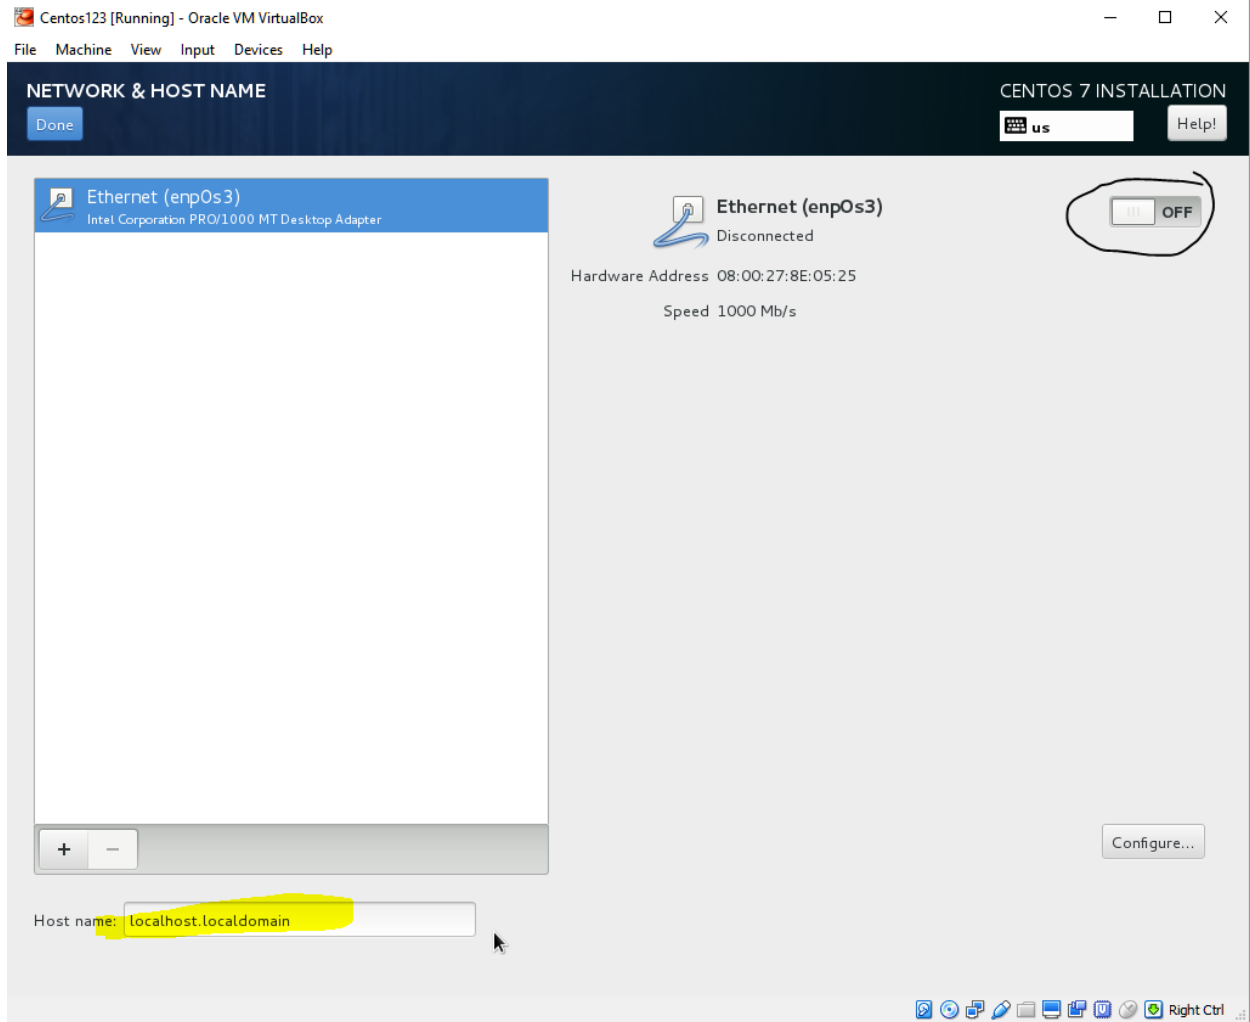 Centos123 [Running] - Oracle VM VirtualBox
File Machine View Input Devices Help
NETWORK & HOST NAME
CENTOS 7 INSTALLATION
Done
us
Help!
Ethernet (enp0s3)
Intel Corporation PRO/1000 MT Desktop Adapter
Ethernet (enp0s3)
Disconnected
OFF
Hardware Address 08:00:27:8E:05:25
Speed 1000 Mb/s
+ −
Configure...
Host name: localhost.localdomain
Right Ctrl